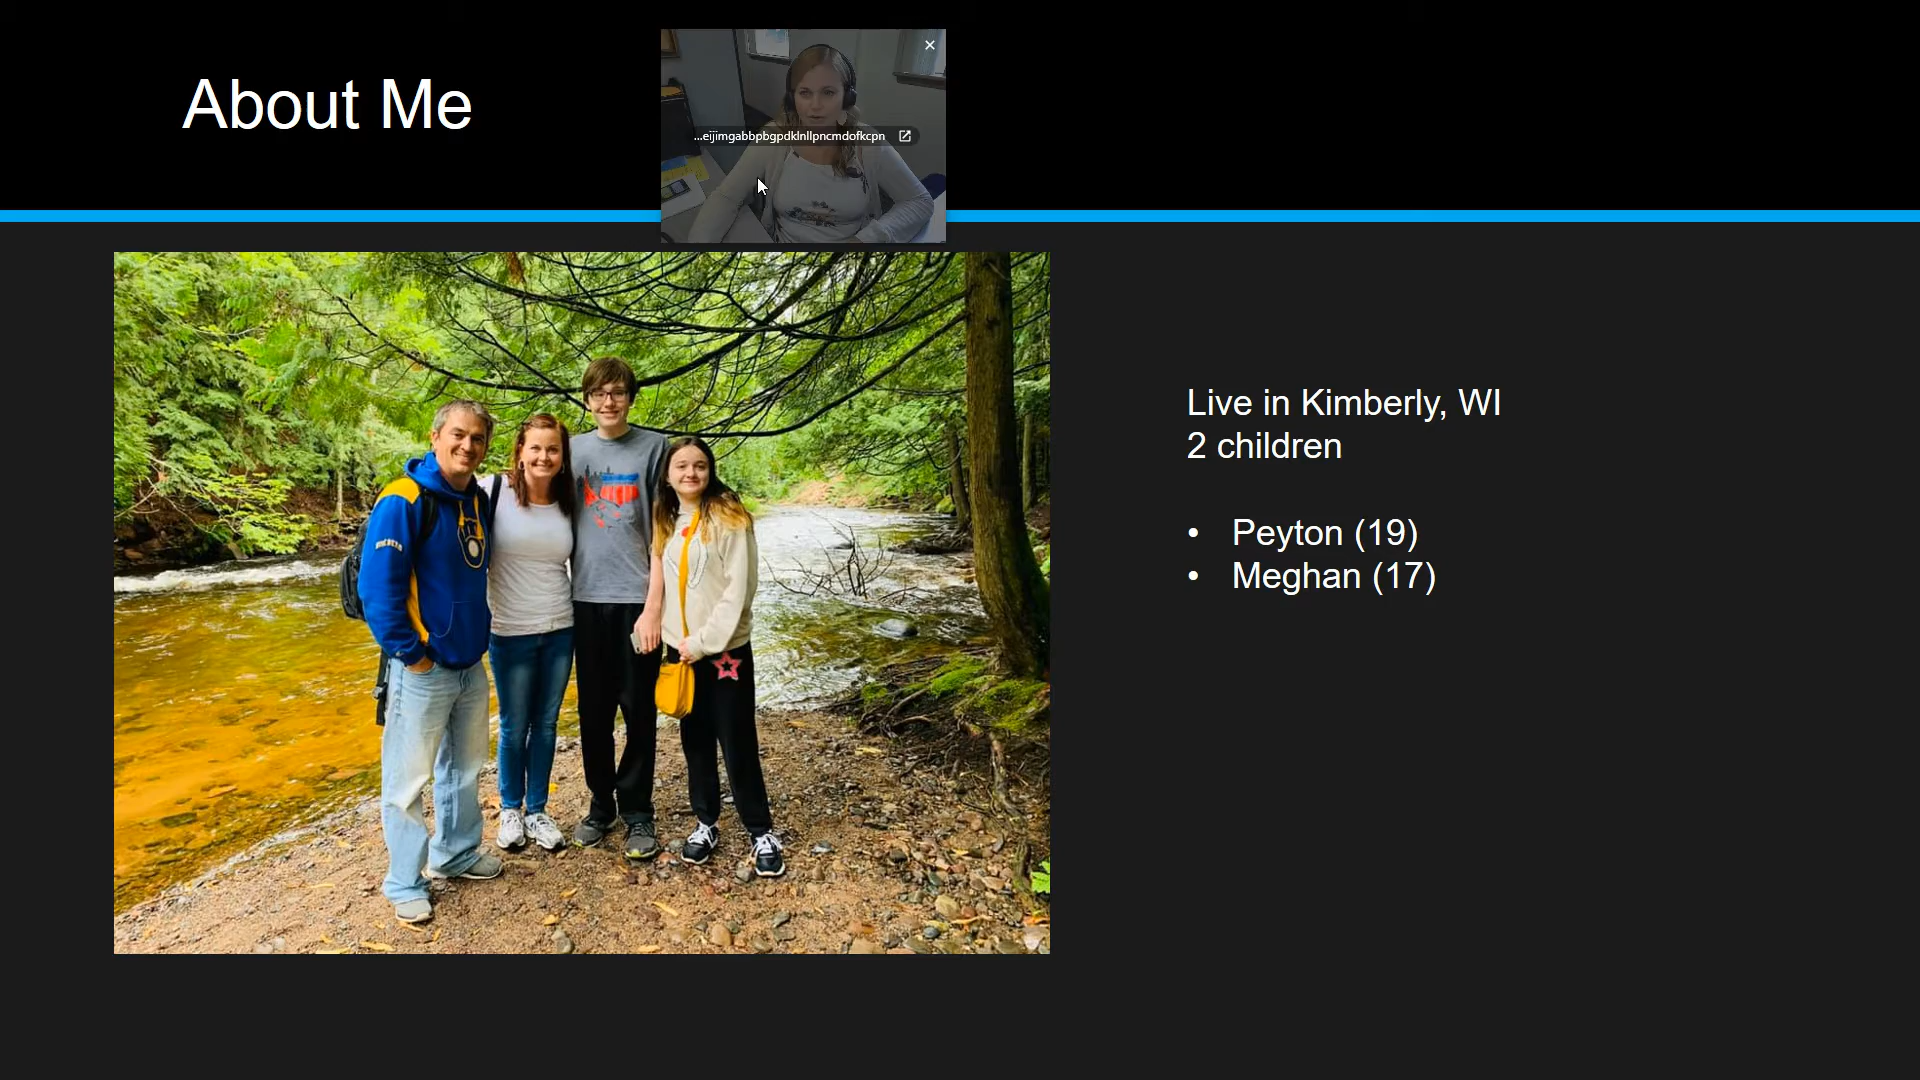 About Me
...eijimgabbpbgpdklnllpncmdofkcpn
Live in Kimberly, WI
2 children
• Peyton (19)
• Meghan (17)